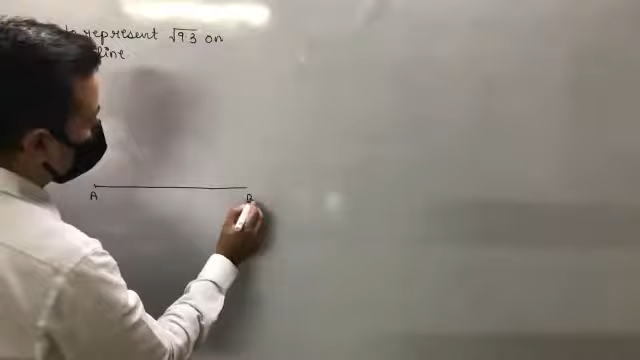 represent √9.3 on
line
A B